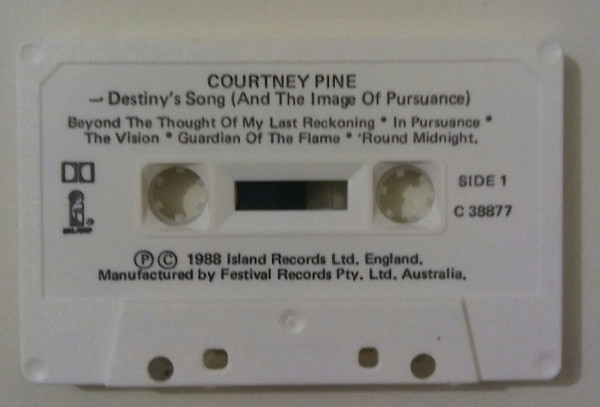 COURTNEY PINE
— Destiny's Song (And The Image Of Pursuance)
Beyond The Thought Of My Last Reckoning * In Pursuance *
The Vision * Guardian Of The Flame * 'Round Midnight.
SIDE 1
C 38877
ISLAND
Ⓟ Ⓒ 1988 Island Records Ltd. England.
Manufactured by Festival Records Pty. Ltd. Australia.